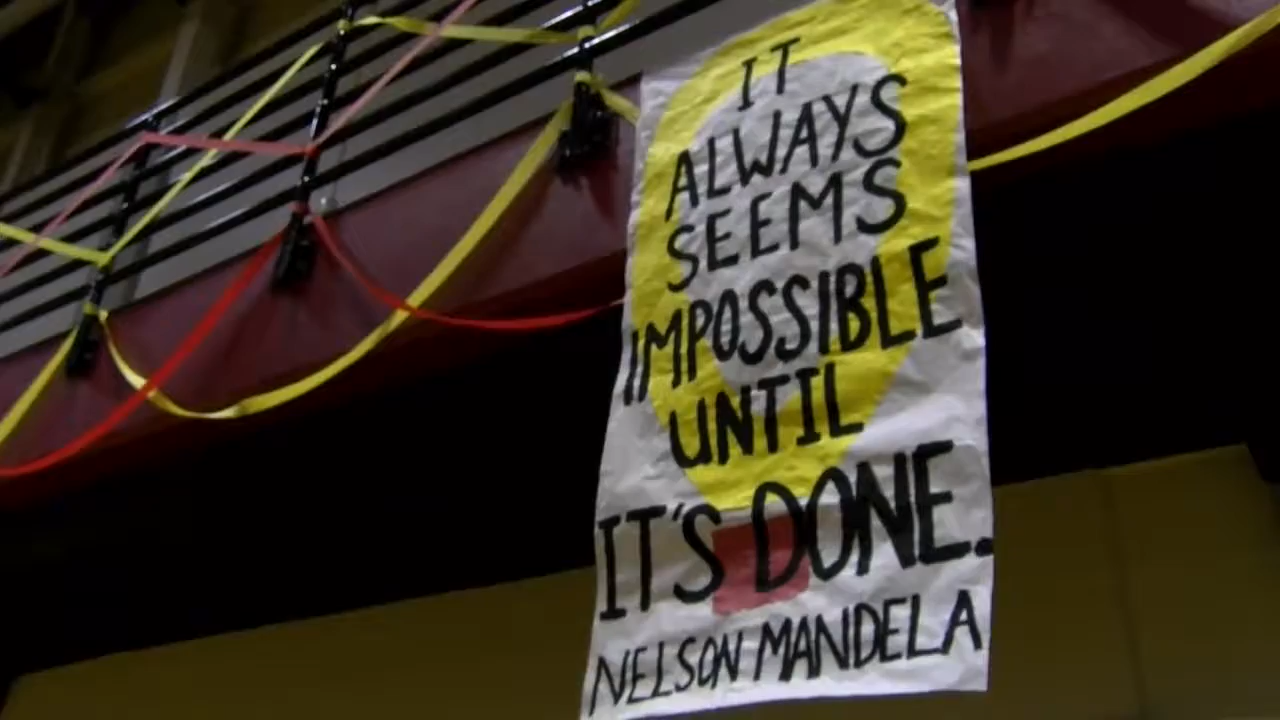 IT
ALWAYS
SEEMS
IMPOSSIBLE
UNTIL
IT'S DONE.
NELSON MANDELA